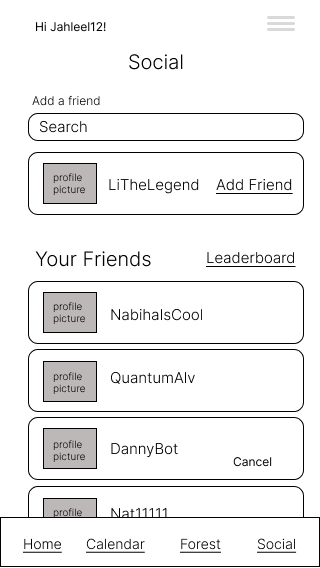 Hi Jahleel12!
Social
Add a friend
Search
profile
picture
LiTheLegend Add Friend
Your Friends Leaderboard
profile
picture
NabihaIsCool
profile
picture
QuantumAlv
profile
picture
DannyBot
Cancel
profile
Nat11111
Home Calendar Forest Social